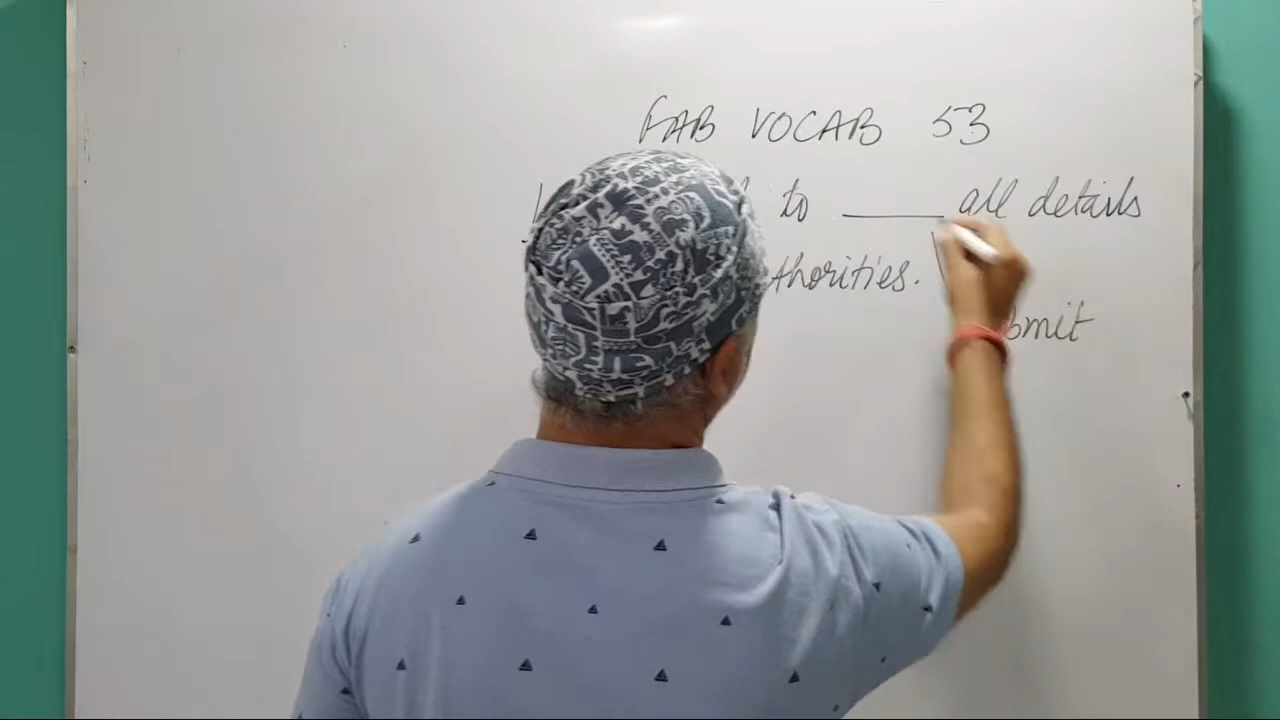 FAB VOCAB 53
to ____ all details
thorities.
bmit